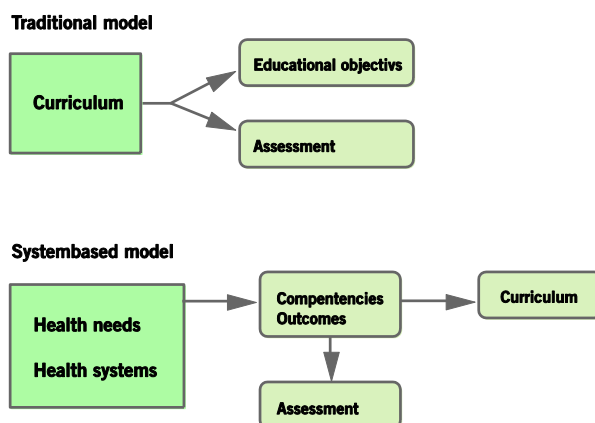 Traditional model
Curriculum
Educational objectivs
Assessment
Systembased model
Health needs
Health systems
Compentencies
Outcomes
Curriculum
Assessment